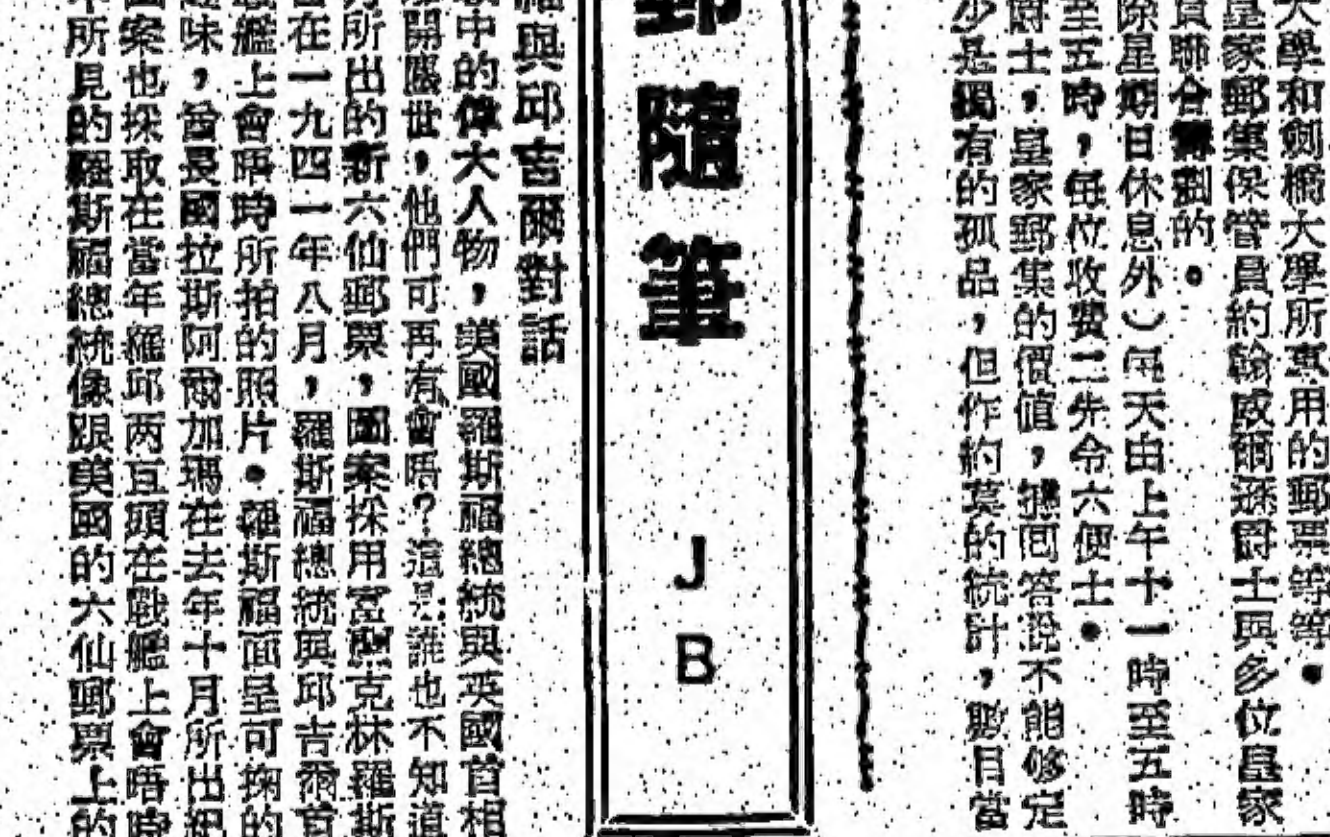 大學和劍橋大學所專用的郵票等等。
皇家郵集保管員約翰威爾遜爵士與多位皇家
員聯合籌劃的。
除星期日休息外)每天由上午十一時至五時
至五時,每位收費二先令六便士。
爵士,皇家郵集的價值,據回答說不能够定
少是獨有的孤品,但作約莫的統計,數目當
郵隨筆
JB
福與邱吉爾對話
中的偉大人物,美國羅斯福總統與英國首相
開隱世,他們可再有會晤?這是誰也不知道
所出的新六仙郵票,圖案採用富蘭克林羅斯
在一九四一年八月,羅斯福總統與邱吉爾首
艦上會晤時所拍的照片。羅斯福面呈可掬的
味,曾長國拉斯阿爾加瑪在去年十月所出紀
案也採取在當年羅邱两互頭在戰艦上會晤時
所見的羅斯福總統像跟美國的六仙郵票上的